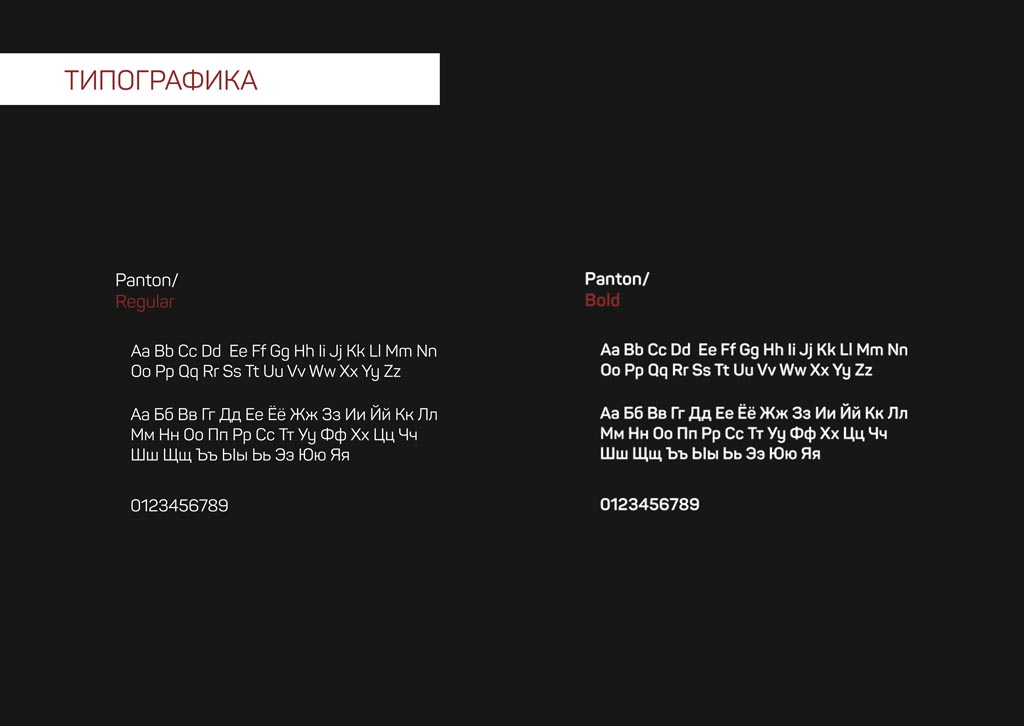 ТИПОГРАФИКА
Panton/
Regular
Aa Bb Cc Dd  Ee Ff Gg Hh Ii Jj Kk Ll Mm Nn
Oo Pp Qq Rr Ss Tt Uu Vv Ww Xx Yy Zz
Аа Бб Вв Гг Дд Ее Ёё Жж Зз Ии Йй Кк Лл
Мм Нн Оо Пп Рр Сс Тт Уу Фф Хх Цц Чч
Шш Щщ Ъъ Ыы Ьь Ээ Юю Яя
0123456789
Panton/
Bold
Aa Bb Cc Dd  Ee Ff Gg Hh Ii Jj Kk Ll Mm Nn
Oo Pp Qq Rr Ss Tt Uu Vv Ww Xx Yy Zz
Аа Бб Вв Гг Дд Ее Ёё Жж Зз Ии Йй Кк Лл
Мм Нн Оо Пп Рр Сс Тт Уу Фф Хх Цц Чч
Шш Щщ Ъъ Ыы Ьь Ээ Юю Яя
0123456789